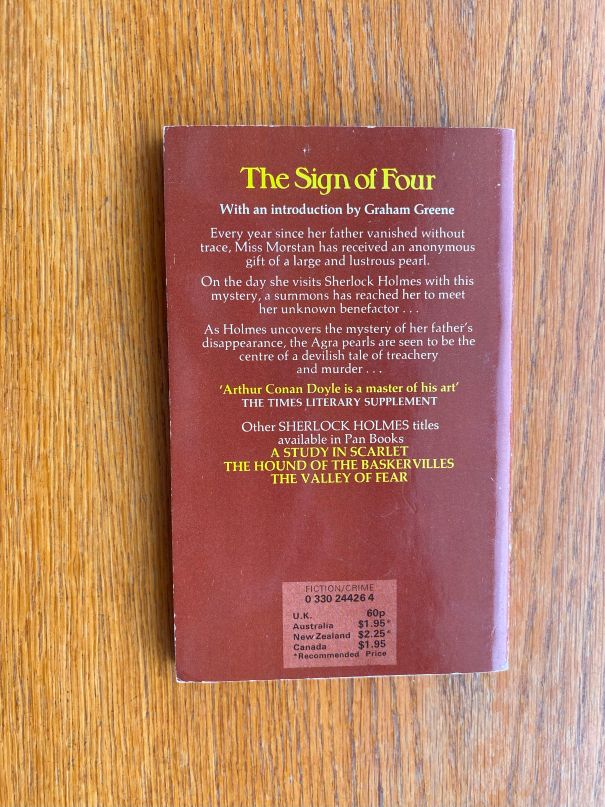 The Sign of Four
With an introduction by Graham Greene
Every year since her father vanished without
trace, Miss Morstan has received an anonymous
gift of a large and lustrous pearl.
On the day she visits Sherlock Holmes with this
mystery, a summons has reached her to meet
her unknown benefactor . . .
As Holmes uncovers the mystery of her father's
disappearance, the Agra pearls are seen to be the
centre of a devilish tale of treachery
and murder . . .
'Arthur Conan Doyle is a master of his art'
THE TIMES LITERARY SUPPLEMENT
Other SHERLOCK HOLMES titles
available in Pan Books
A STUDY IN SCARLET
THE HOUND OF THE BASKERVILLES
THE VALLEY OF FEAR
FICTION/CRIME
0 330 24426 4
U.K. 60p
Australia $1.95*
New Zealand $2.25*
Canada $1.95
*Recommended Price